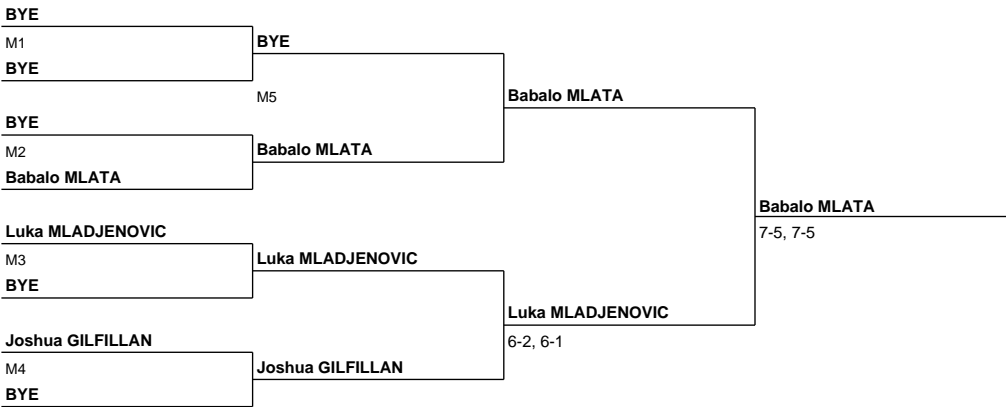 BYE
M1
BYE
BYE
M5
BYE
M2
Babalo MLATA
Babalo MLATA
Babalo MLATA
Luka MLADJENOVIC
M3
BYE
Luka MLADJENOVIC
Joshua GILFILLAN
M4
BYE
Joshua GILFILLAN
Luka MLADJENOVIC
6-2, 6-1
Babalo MLATA
7-5, 7-5